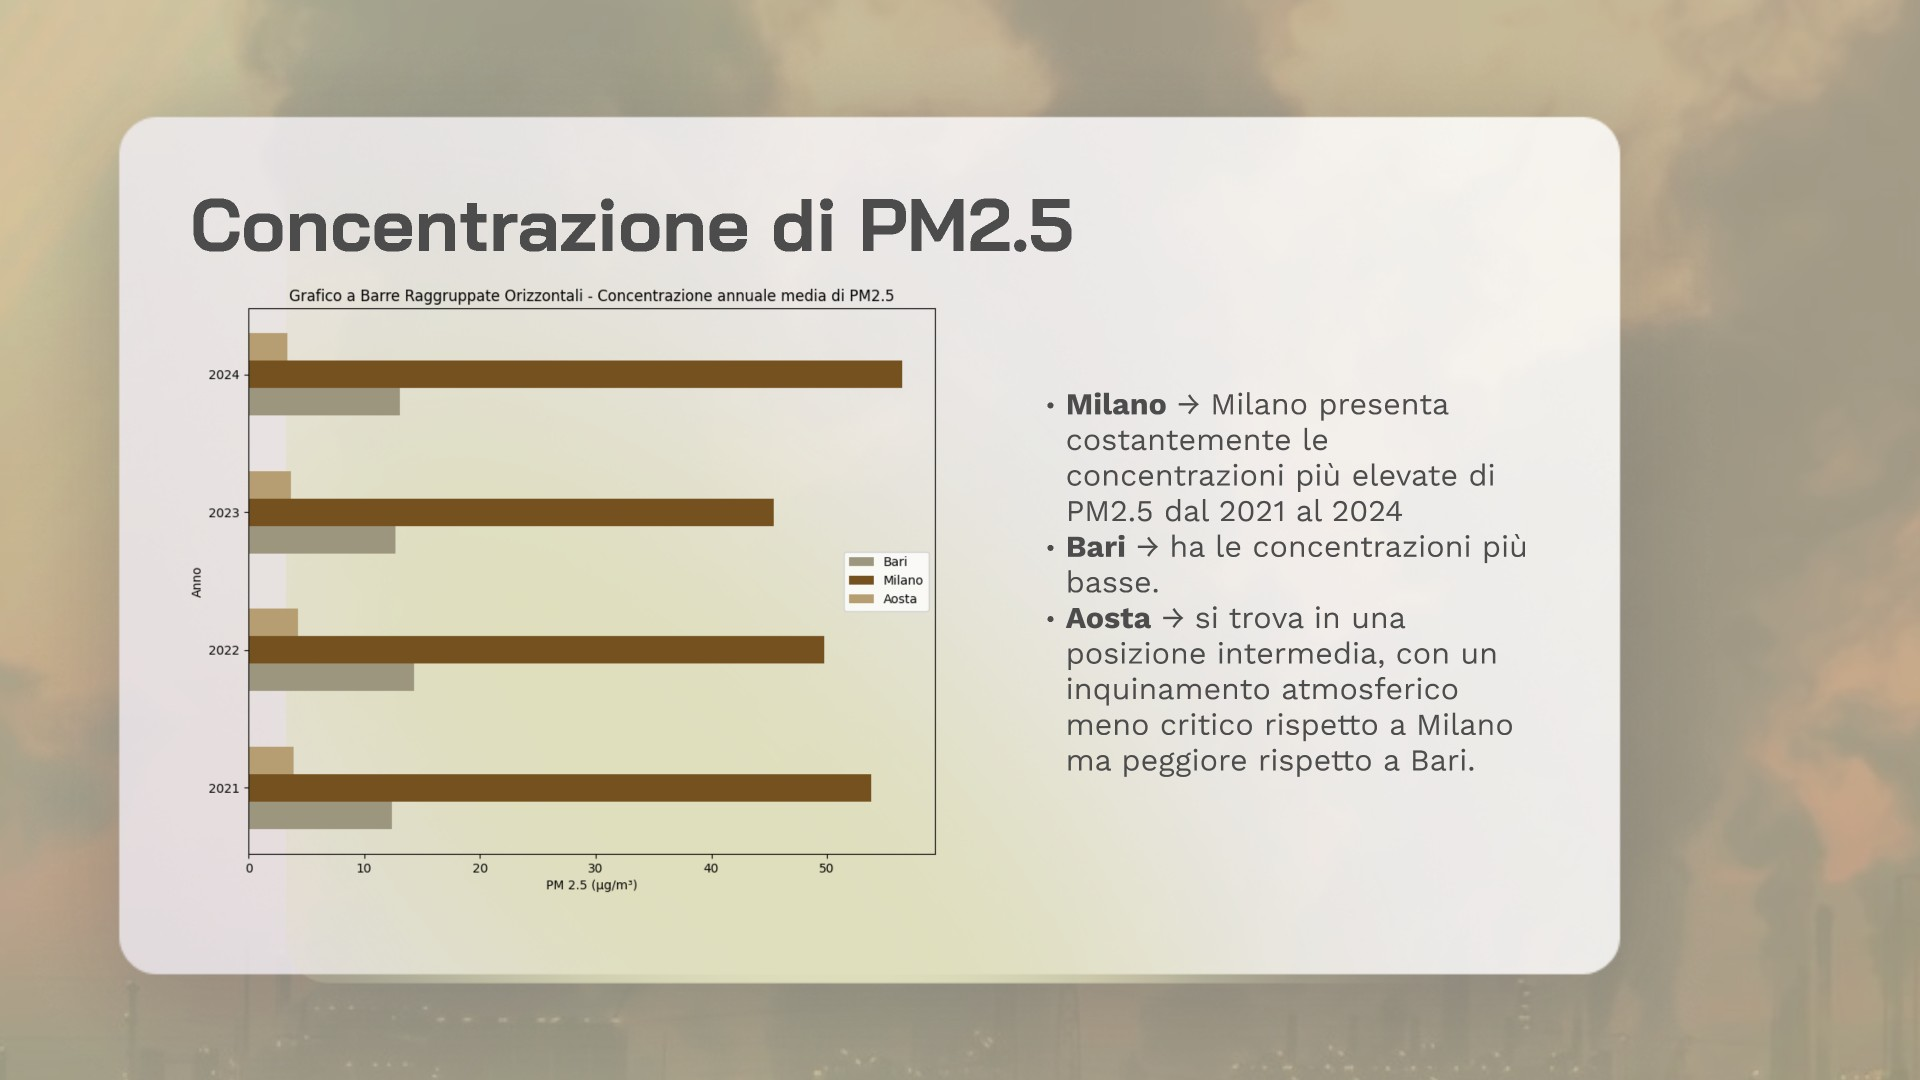 Concentrazione di PM2.5
Grafico a Barre Raggruppate Orizzontali - Concentrazione annuale media di PM2.5
2024
2023
2022
2021
Anno
0 10 20 30 40 50
PM 2.5 (µg/m³)
Bari
Milano
Aosta
• Milano → Milano presenta
costantemente le
concentrazioni più elevate di
PM2.5 dal 2021 al 2024
• Bari → ha le concentrazioni più
basse.
• Aosta → si trova in una
posizione intermedia, con un
inquinamento atmosferico
meno critico rispetto a Milano
ma peggiore rispetto a Bari.